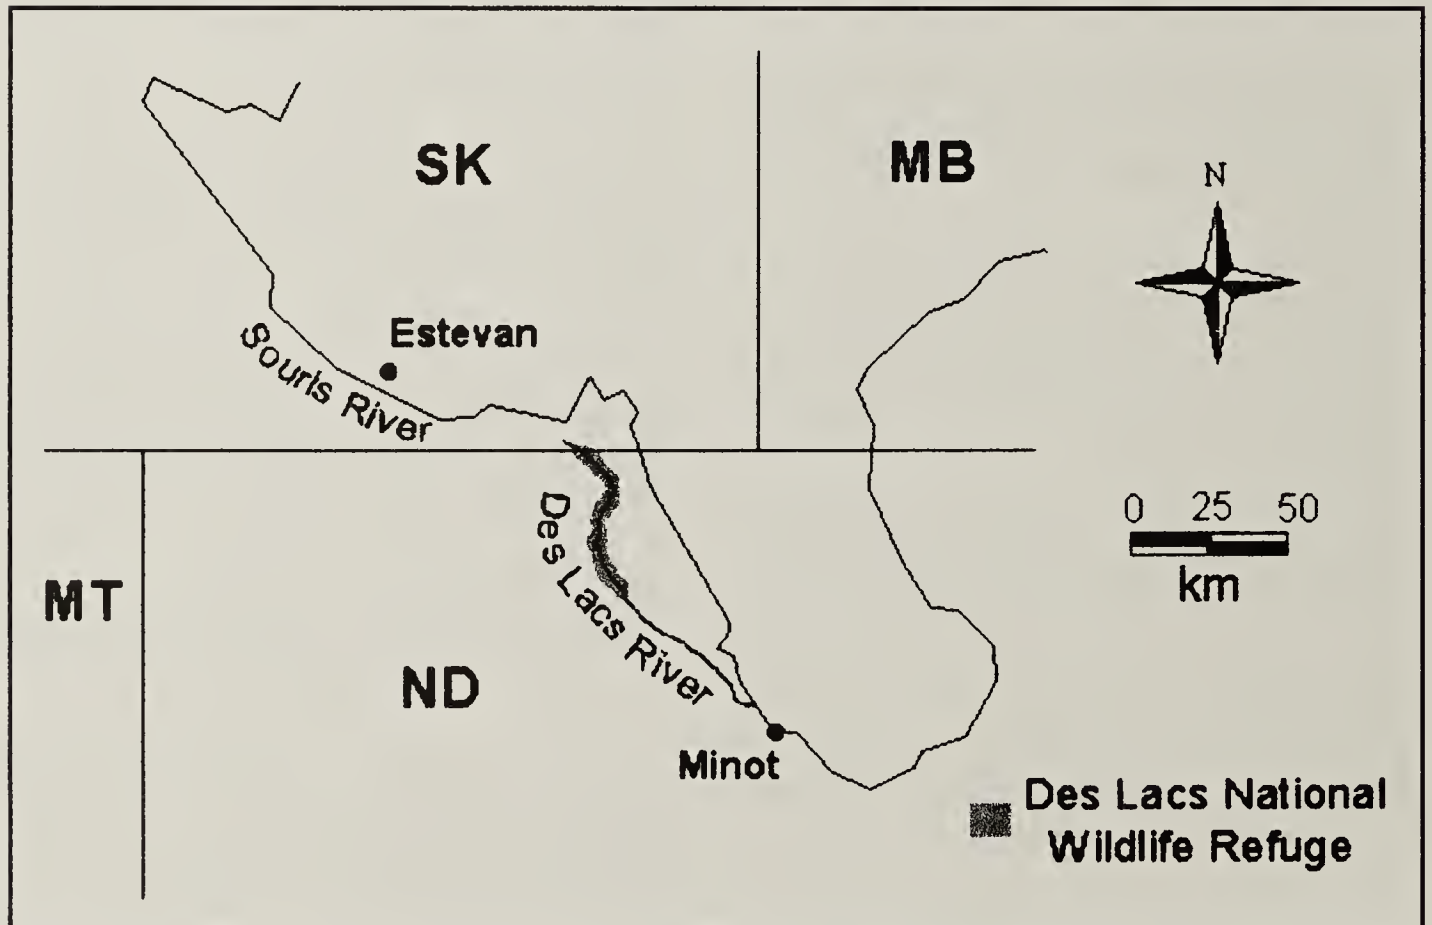 SK
MB
N
Estevan
Souris River
0 25 50
km
Des Lacs River
MT
ND
Minot
Des Lacs National
Wildlife Refuge